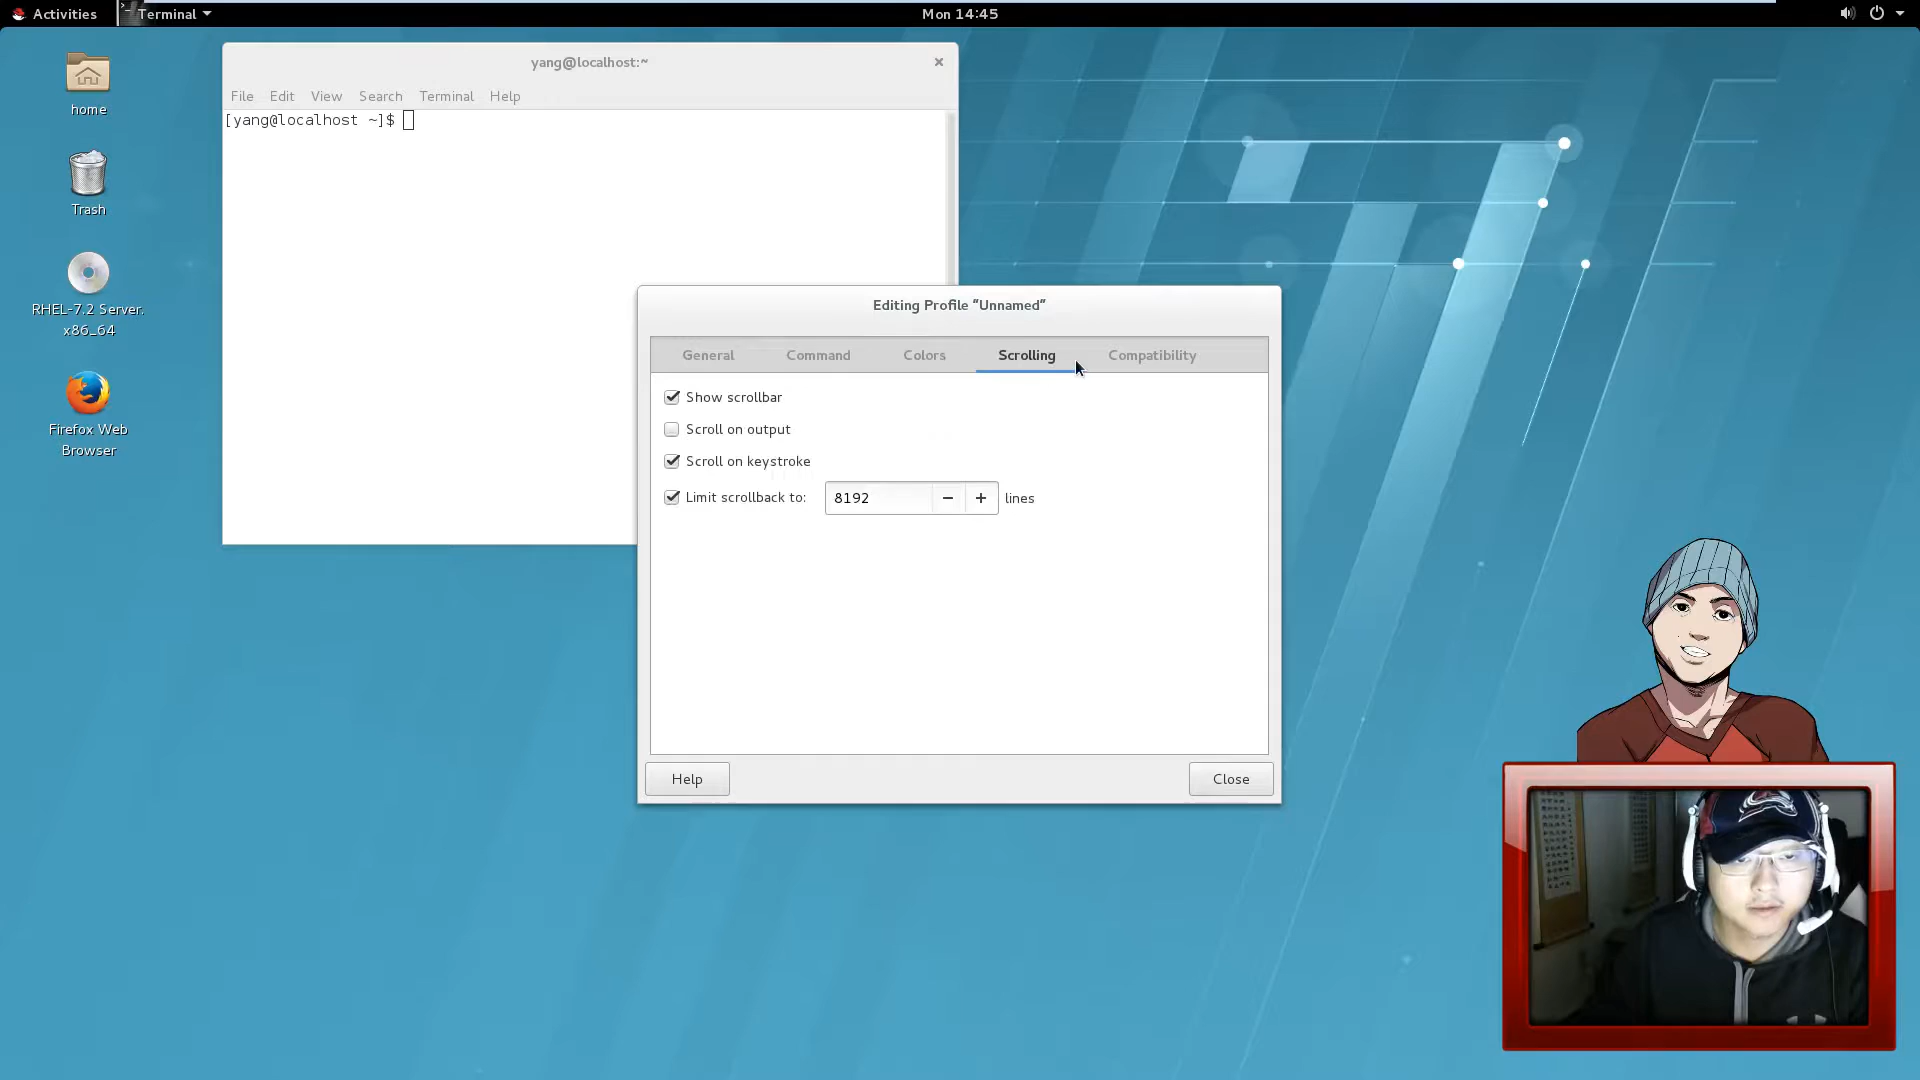 Activities
Terminal
Mon 14:45
home
Trash
RHEL-7.2 Server.
x86_64
Firefox Web
Browser
yang@localhost:~
File Edit View Search Terminal Help
[yang@localhost ~]$
Editing Profile “Unnamed”
General Command Colors Scrolling Compatibility
Show scrollbar
Scroll on output
Scroll on keystroke
Limit scrollback to: 8192 lines
Help
Close